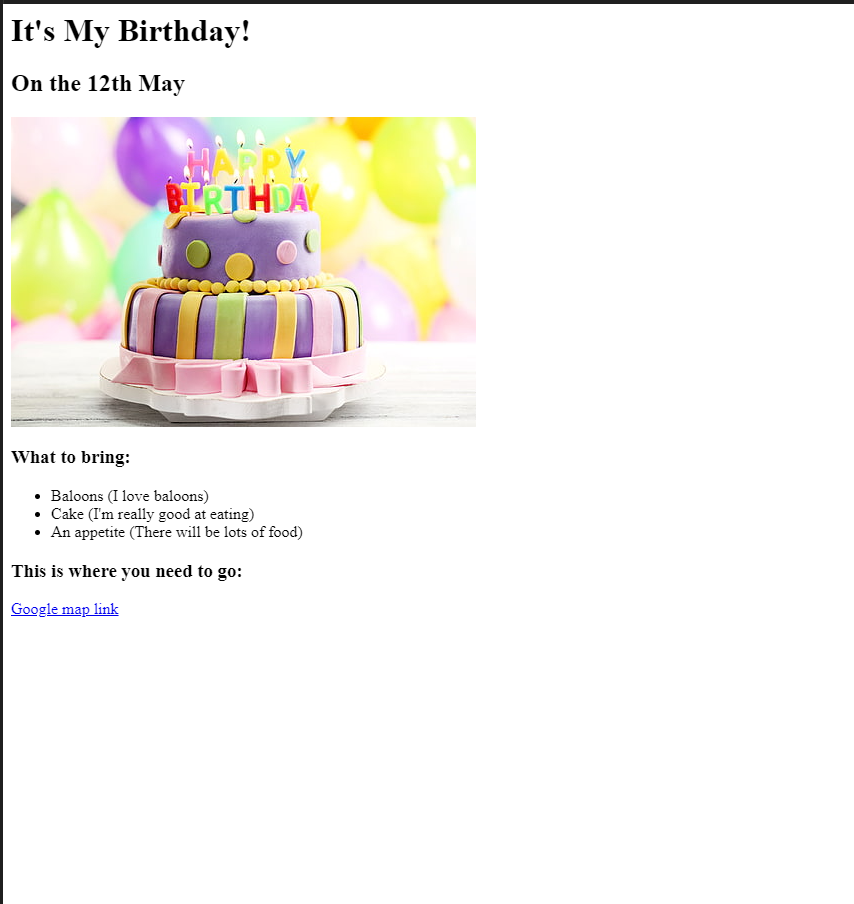 It's My Birthday!
On the 12th May
HAPPY
BIRTHDAY
What to bring:
Baloons (I love baloons)
Cake (I'm really good at eating)
An appetite (There will be lots of food)
This is where you need to go:
Google map link